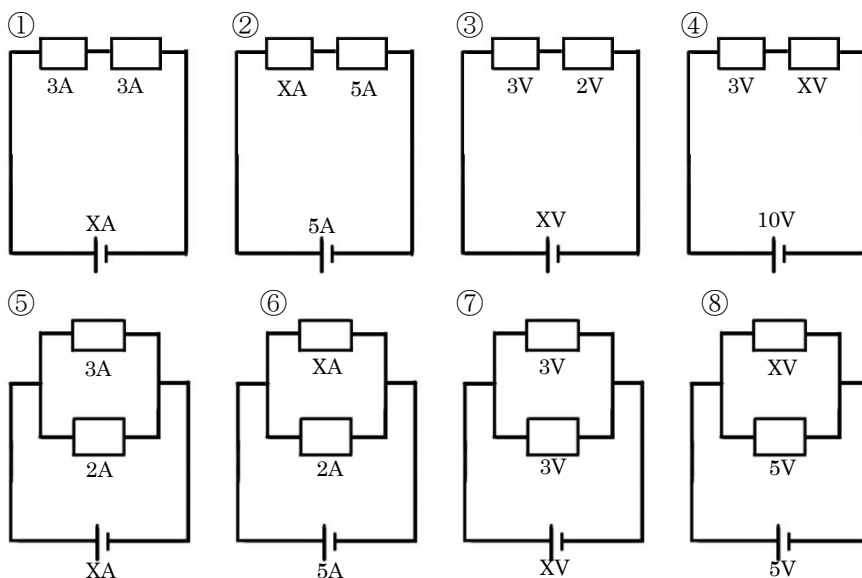 ① ② ③ ④
3A 3A XA 5A 3V 2V 3V XV
XA 5A XV 10V
⑤ ⑥ ⑦ ⑧
3A XA 3V XV
2A 2A 3V 5V
XA 5A XV 5V